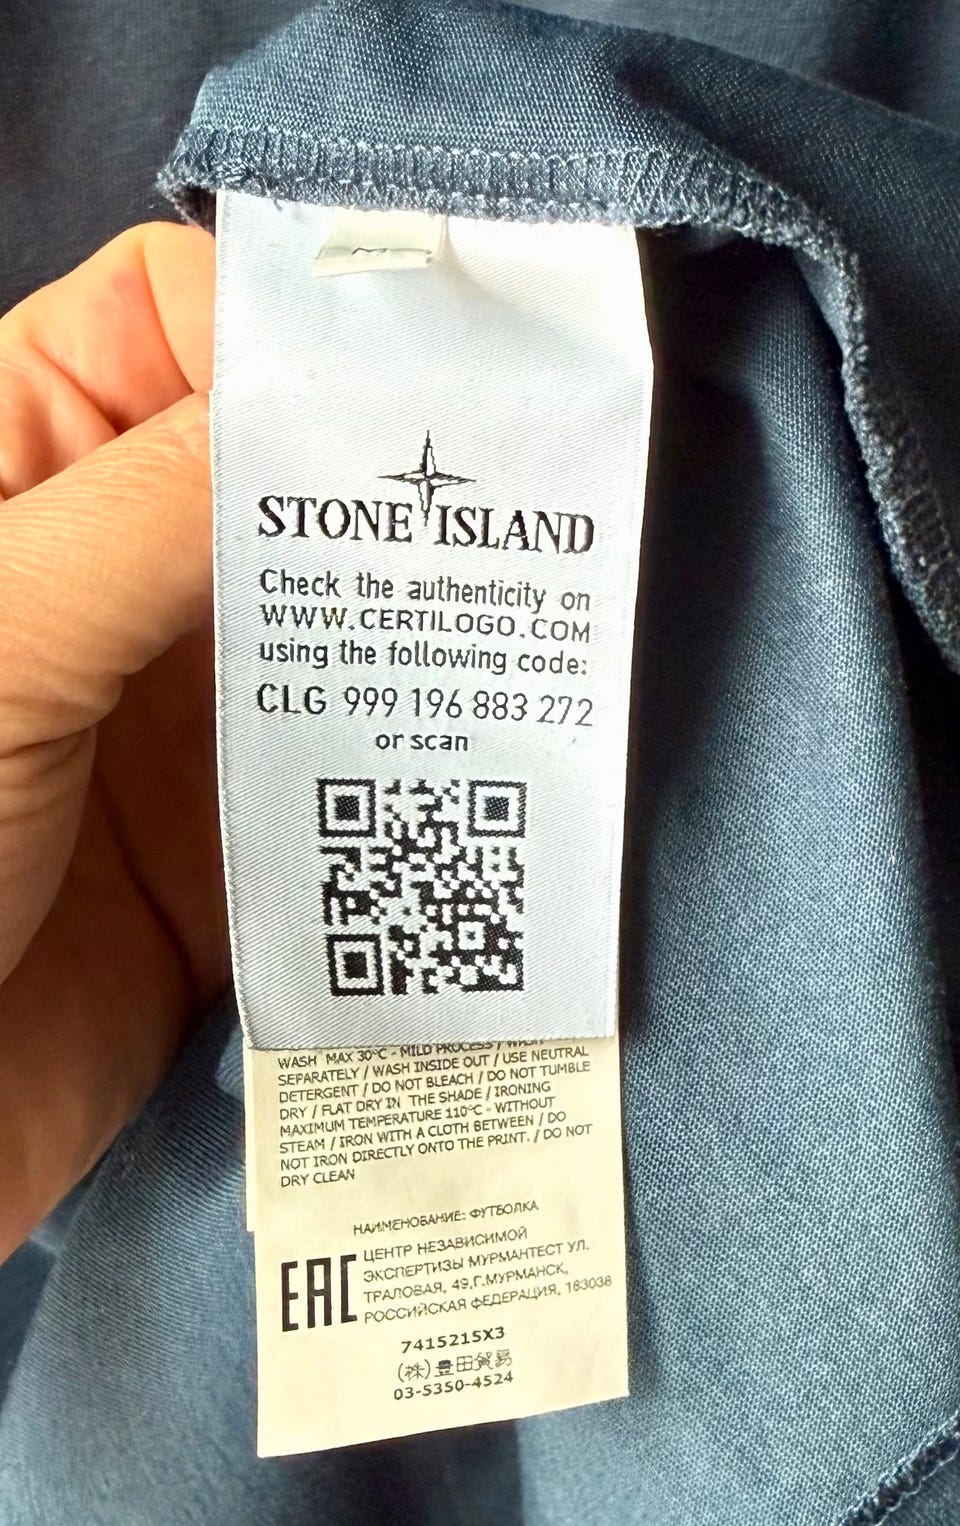 STONE ISLAND
Check the authenticity on
WWW.CERTILOGO.COM
using the following code:
CLG 999 196 883 272
or scan
WASH MAX 30°C - MILD PROCESS / WASH
SEPARATELY / WASH INSIDE OUT / USE NEUTRAL
DETERGENT / DO NOT BLEACH / DO NOT TUMBLE
DRY / FLAT DRY IN THE SHADE / IRONING
MAXIMUM TEMPERATURE 110°C - WITHOUT
STEAM / IRON WITH A CLOTH BETWEEN / DO
NOT IRON DIRECTLY ONTO THE PRINT. / DO NOT
DRY CLEAN
НАИМЕНОВАНИЕ: ФУТБОЛКА
EAC
ЦЕНТР НЕЗАВИСИМОЙ
ЭКСПЕРТИЗЫ МУРМАНТЕСТ УЛ.
ТРАЛОВАЯ, 49,Г.МУРМАНСК,
РОССИЙСКАЯ ФЕДЕРАЦИЯ, 183038
7415215X3
(株)豊田貿易
03-5350-4524